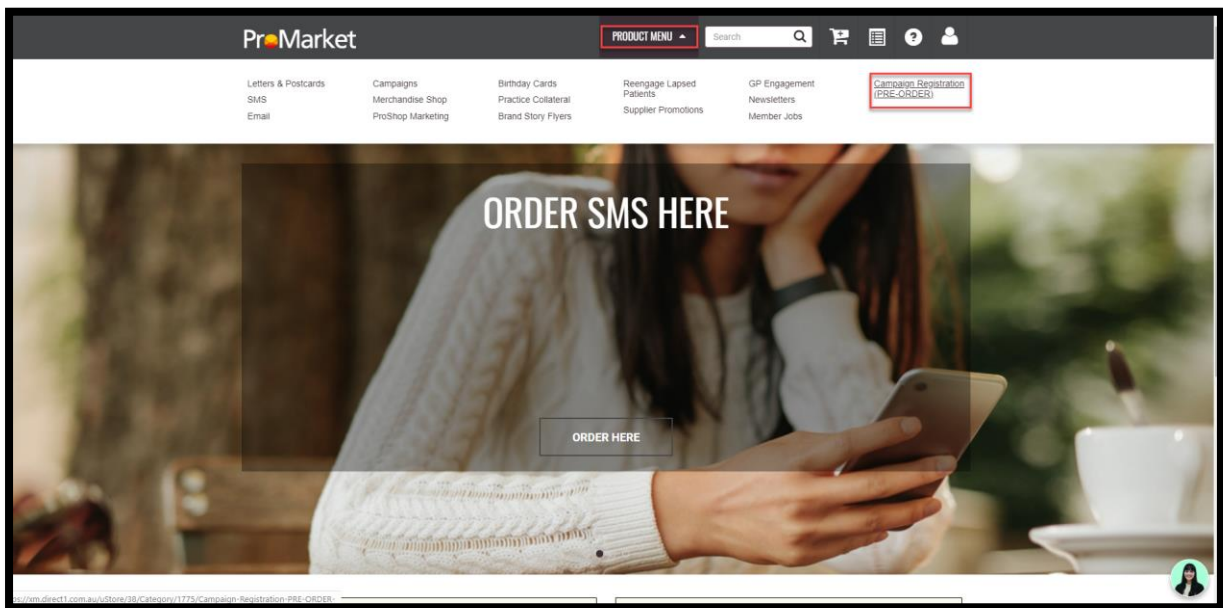 ProMarket
PRODUCT MENU
Search
Letters & Postcards
SMS
Email
Campaigns
Merchandise Shop
ProShop Marketing
Birthday Cards
Practice Collateral
Brand Story Flyers
Reengage Lapsed
Patients
Supplier Promotions
GP Engagement
Newsletters
Member Jobs
Campaign Registration
(PRE-ORDER)
ORDER SMS HERE
ORDER HERE
ps://xm.direct1.com.au/uStore/38/Category/1775/Campaign-Registration-PRE-ORDER-